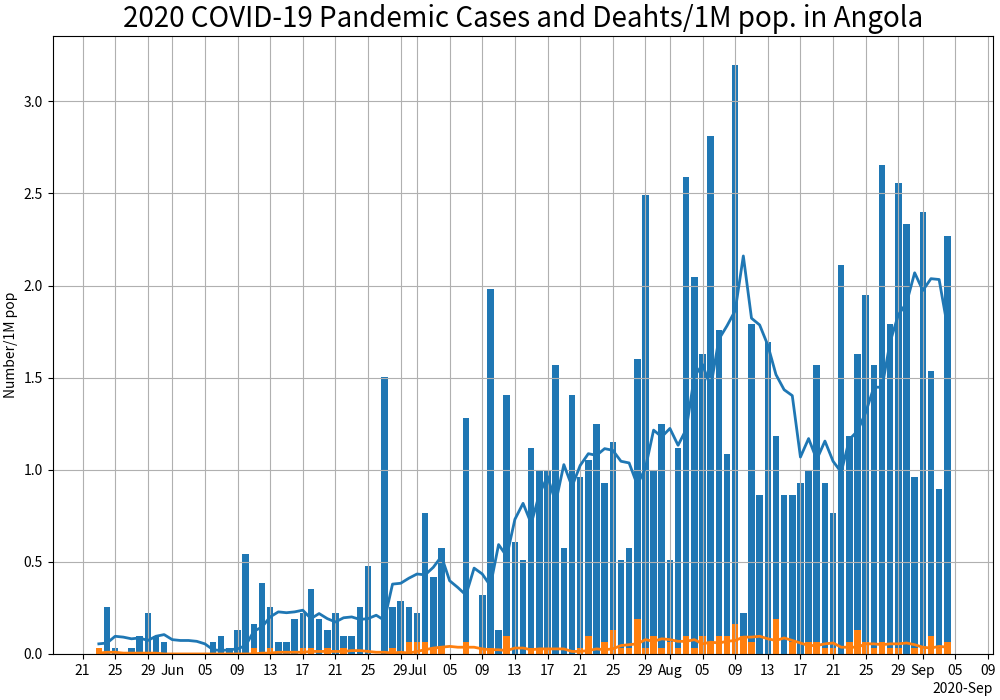 2020 COVID-19 Pandemic Cases and Deahts/1M pop. in Angola
Number/1M pop
3.0
2.5
2.0
1.5
1.0
0.5
0.0
21 25 29 Jun 05 09 13 17 21 25 29 Jul 05 09 13 17 21 25 29 Aug 05 09 13 17 21 25 29 Sep 05 09
2020-Sep